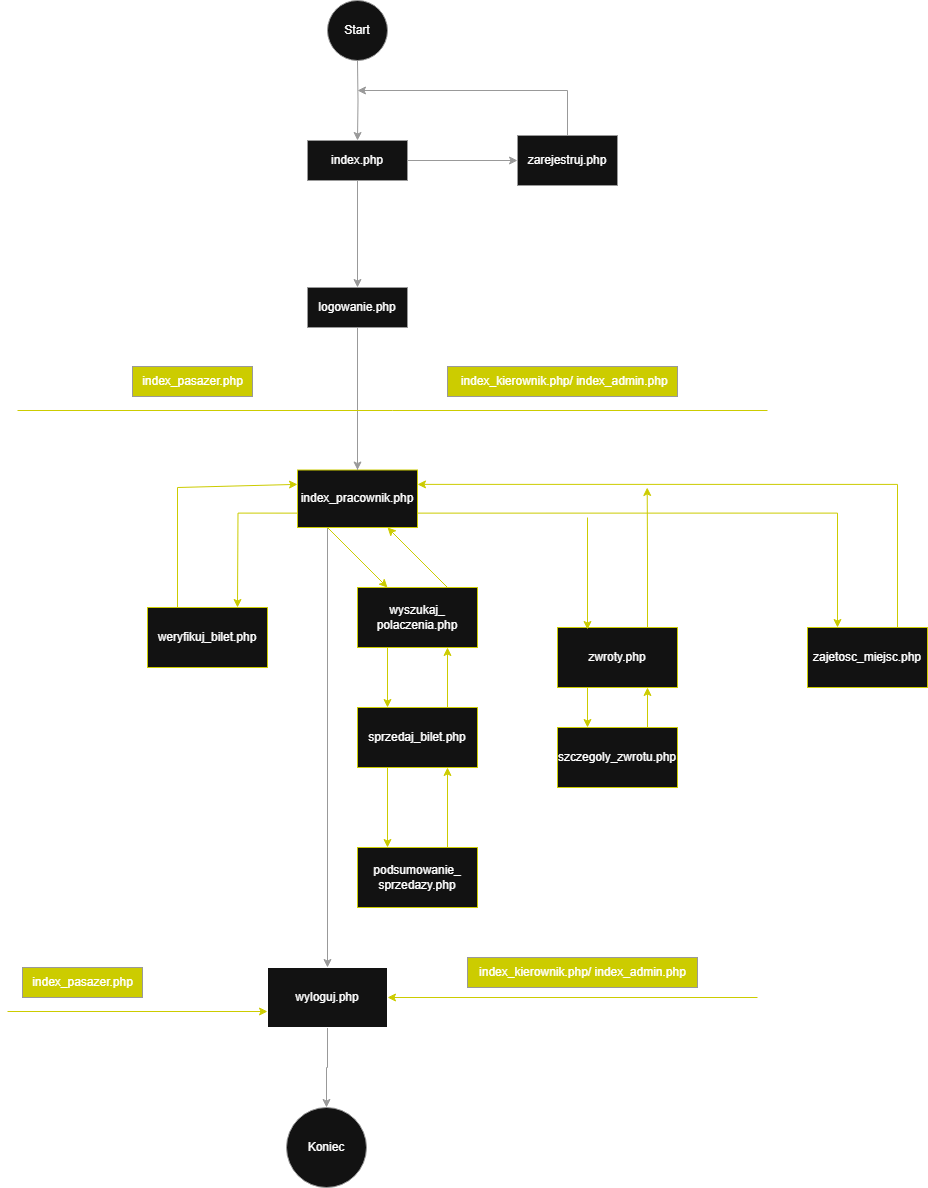 Start
index.php
zarejestruj.php
logowanie.php
index_pasazer.php
index_kierownik.php/ index_admin.php
index_pracownik.php
weryfikuj_bilet.php
wyszukaj_
polaczenia.php
zwroty.php
zajetosc_miejsc.php
sprzedaj_bilet.php
szczegoly_zwrotu.php
podsumowanie_
sprzedazy.php
index_pasazer.php
index_kierownik.php/ index_admin.php
wyloguj.php
Koniec